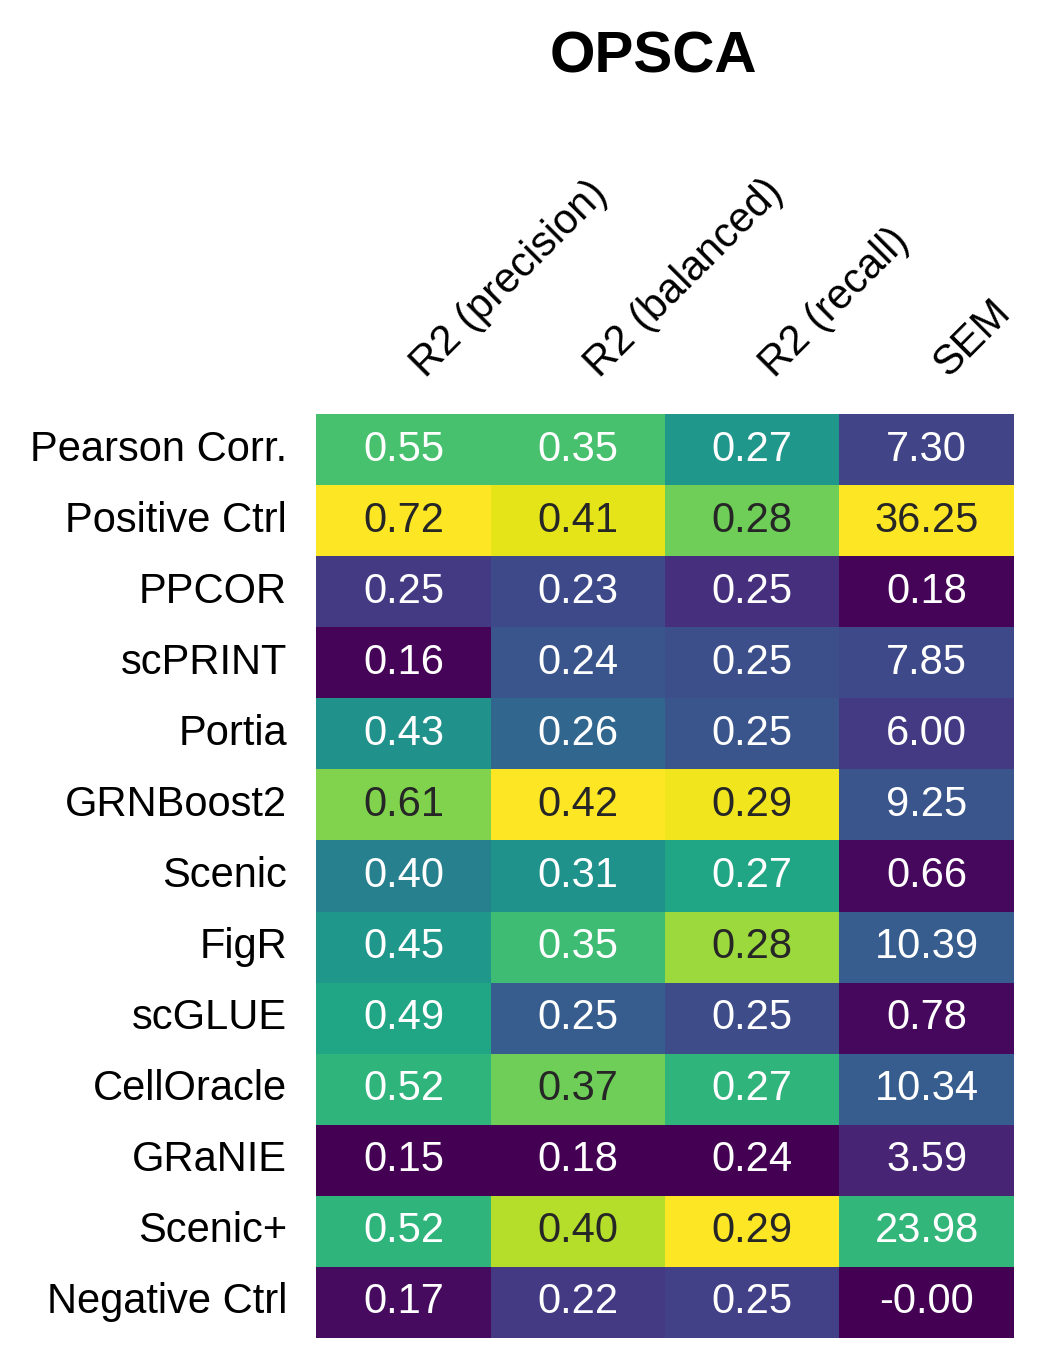 OPSCA
R2 (precision) R2 (balanced) R2 (recall) SEM
Pearson Corr. 0.55 0.35 0.27 7.30
Positive Ctrl 0.72 0.41 0.28 36.25
PPCOR 0.25 0.23 0.25 0.18
scPRINT 0.16 0.24 0.25 7.85
Portia 0.43 0.26 0.25 6.00
GRNBoost2 0.61 0.42 0.29 9.25
Scenic 0.40 0.31 0.27 0.66
FigR 0.45 0.35 0.28 10.39
scGLUE 0.49 0.25 0.25 0.78
CellOracle 0.52 0.37 0.27 10.34
GRaNIE 0.15 0.18 0.24 3.59
Scenic+ 0.52 0.40 0.29 23.98
Negative Ctrl 0.17 0.22 0.25 -0.00